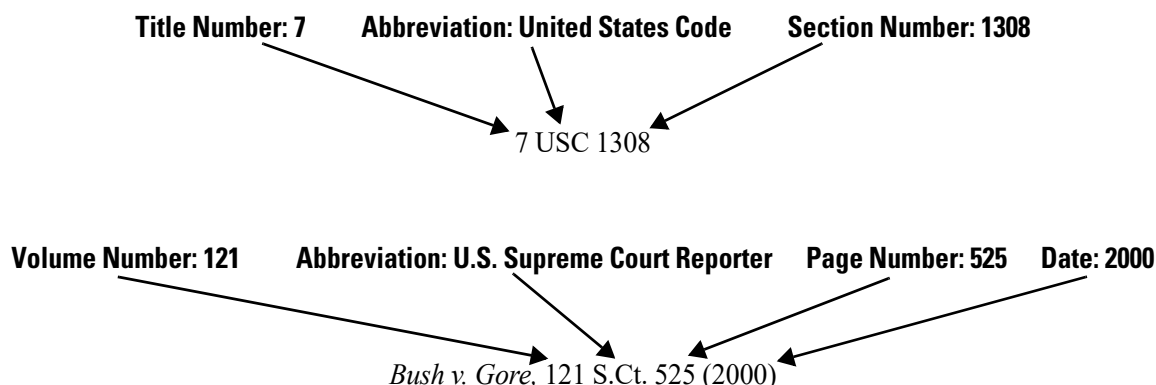 Title Number: 7 Abbreviation: United States Code Section Number: 1308
7 USC 1308
Volume Number: 121 Abbreviation: U.S. Supreme Court Reporter Page Number: 525 Date: 2000
Bush v. Gore, 121 S.Ct. 525 (2000)